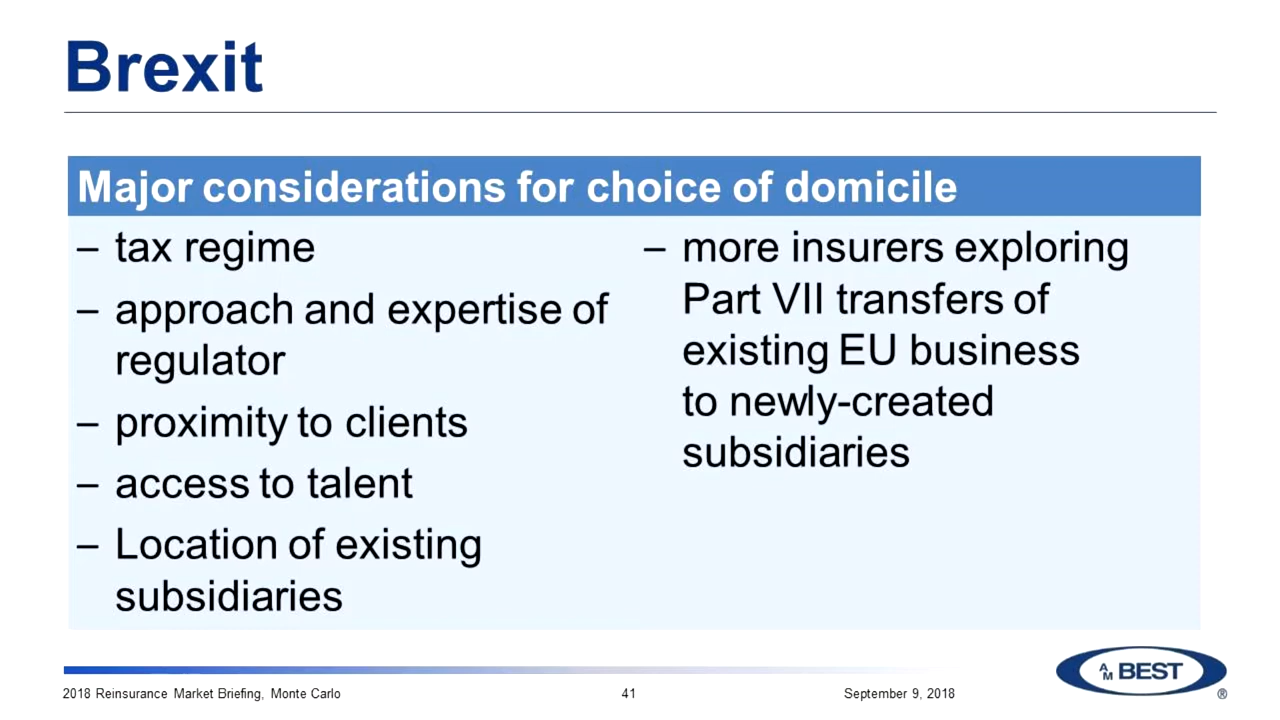 Brexit
Major considerations for choice of domicile
– tax regime
– approach and expertise of
regulator
– proximity to clients
– access to talent
– Location of existing
subsidiaries
– more insurers exploring
Part VII transfers of
existing EU business
to newly-created
subsidiaries
2018 Reinsurance Market Briefing, Monte Carlo
41
September 9, 2018
AM BEST
®